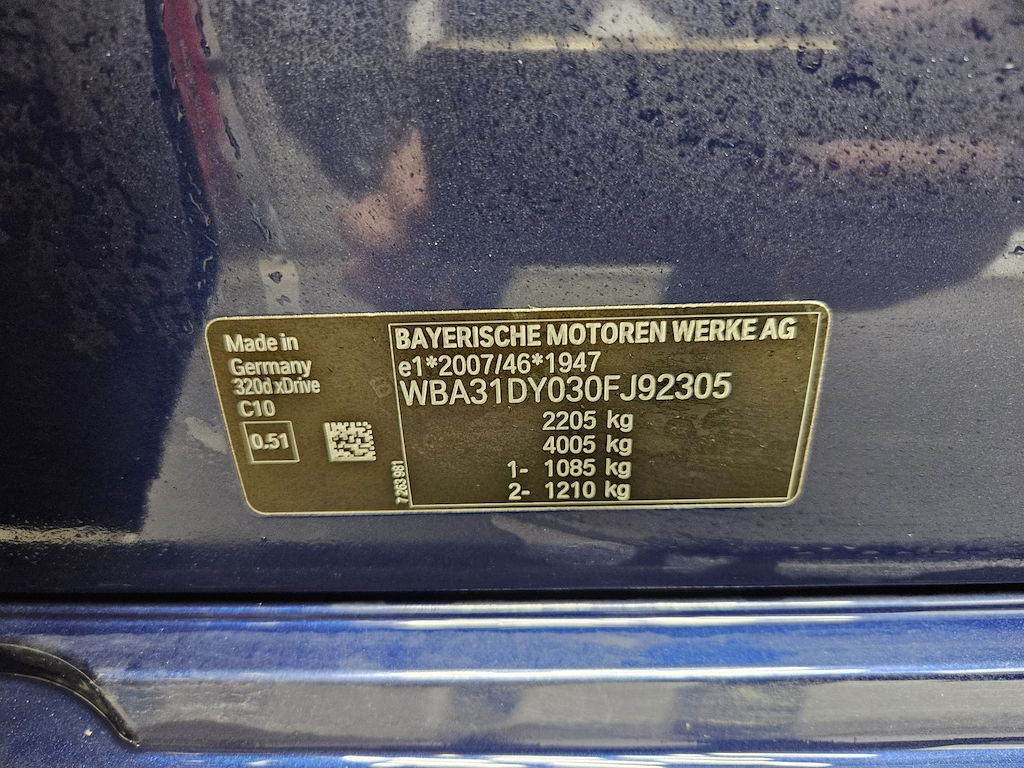 Made in
Germany
320d xDrive
C10
0.51
7 263 981
BAYERISCHE MOTOREN WERKE AG
e1*2007/46*1947
WBA31DY030FJ92305
2205 kg
4005 kg
1- 1085 kg
2- 1210 kg